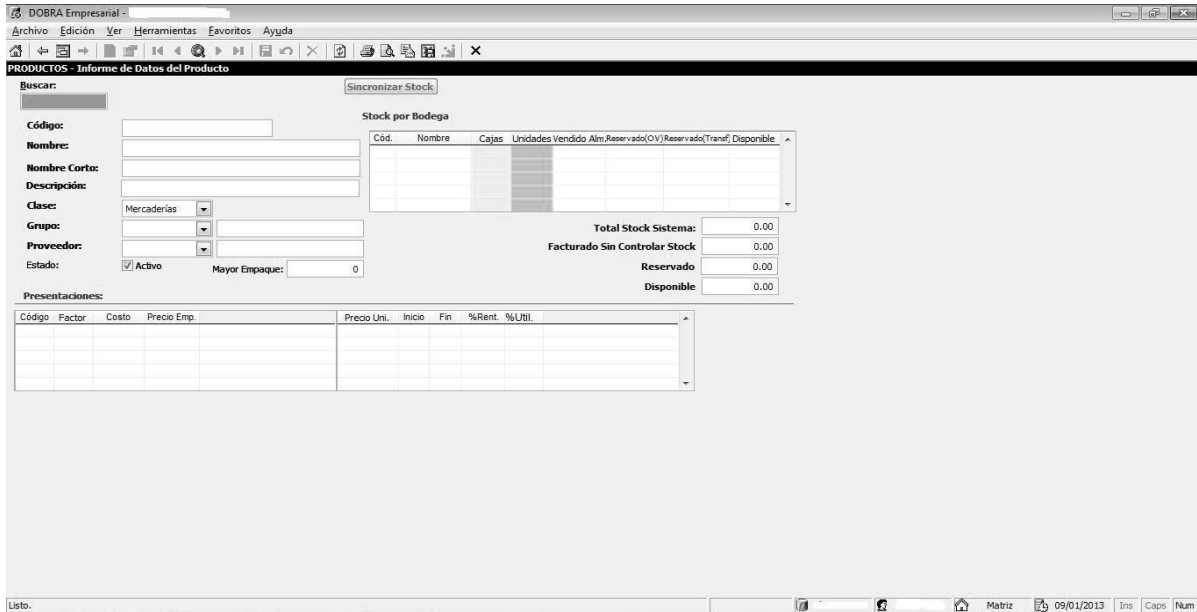 DOBRA Empresarial -
Archivo Edición Ver Herramientas Favoritos Ayuda
PRODUCTOS - Informe de Datos del Producto
Buscar:
Sincronizar Stock
Stock por Bodega
Código:
Cód. Nombre Cajas Unidades Vendido Alm. Reservado(OV) Reservado(Transf) Disponible
Nombre:
Nombre Corto:
Descripción:
Clase: Mercaderías
Grupo:
Total Stock Sistema: 0.00
Proveedor:
Facturado Sin Controlar Stock 0.00
Estado: Activo Mayor Empaque: 0
Reservado 0.00
Disponible 0.00
Presentaciones:
Código Factor Costo Precio Emp. Precio Uni. Inicio Fin %Rent. %Util.
Listo. Matriz 09/01/2013 Ins Caps Num